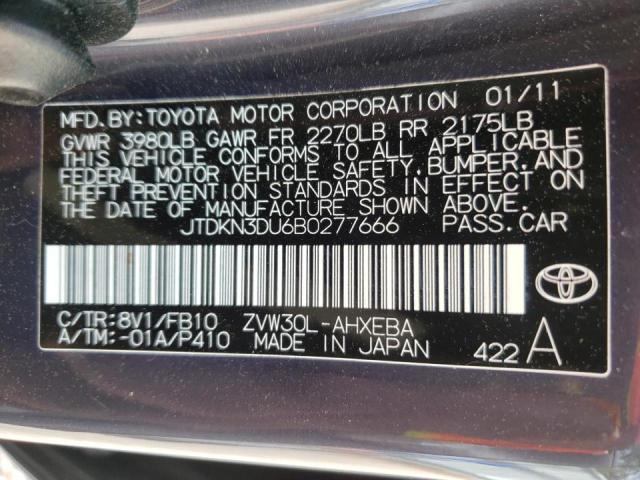 MFD. BY: TOYOTA MOTOR CORPORATION 01/11
GVWR 3980LB GAWR FR 2270LB RR 2175LB
THIS VEHICLE CONFORMS TO ALL APPLICABLE
FEDERAL MOTOR VEHICLE SAFETY, BUMPER, AND
THEFT PREVENTION STANDARDS IN EFFECT ON
THE DATE OF MANUFACTURE SHOWN ABOVE.
JTDKN3DU6B0277666 PASS. CAR
C/TR: 8V1/FB10 ZVW30L-AHXEBA
A/TM: -01A/P410 MADE IN JAPAN 422 A